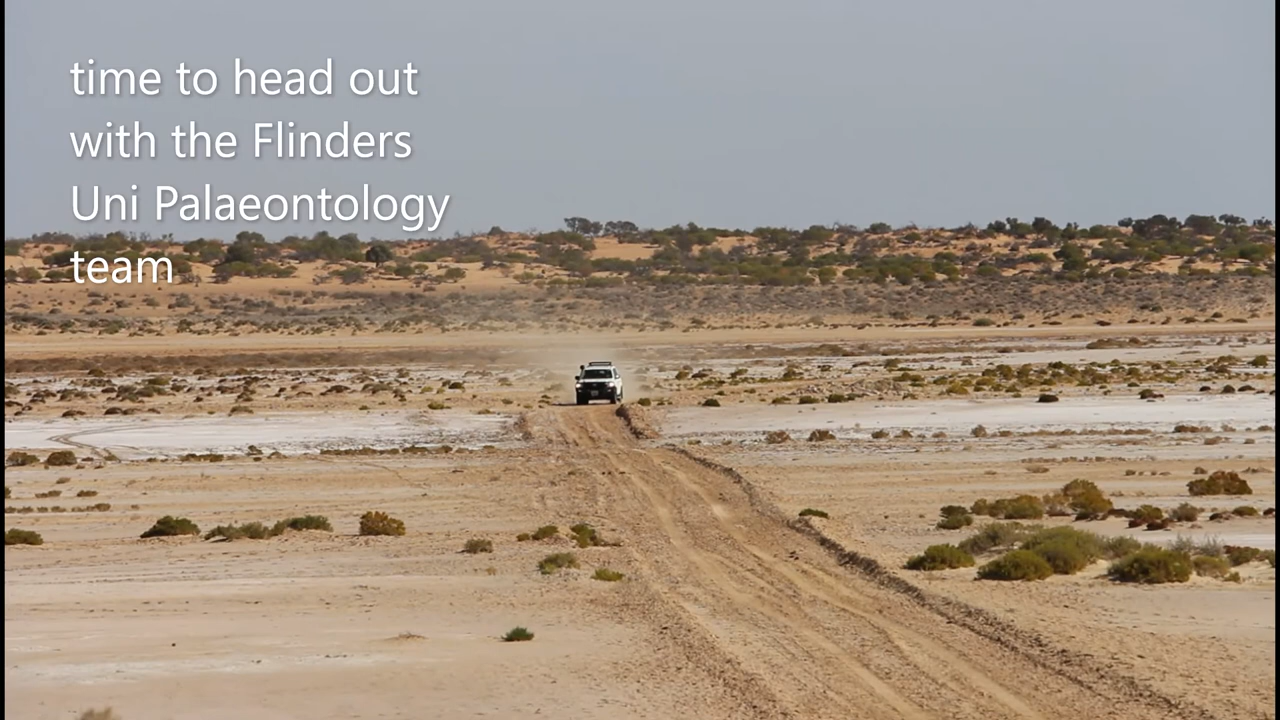 time to head out
with the Flinders
Uni Palaeontology
team